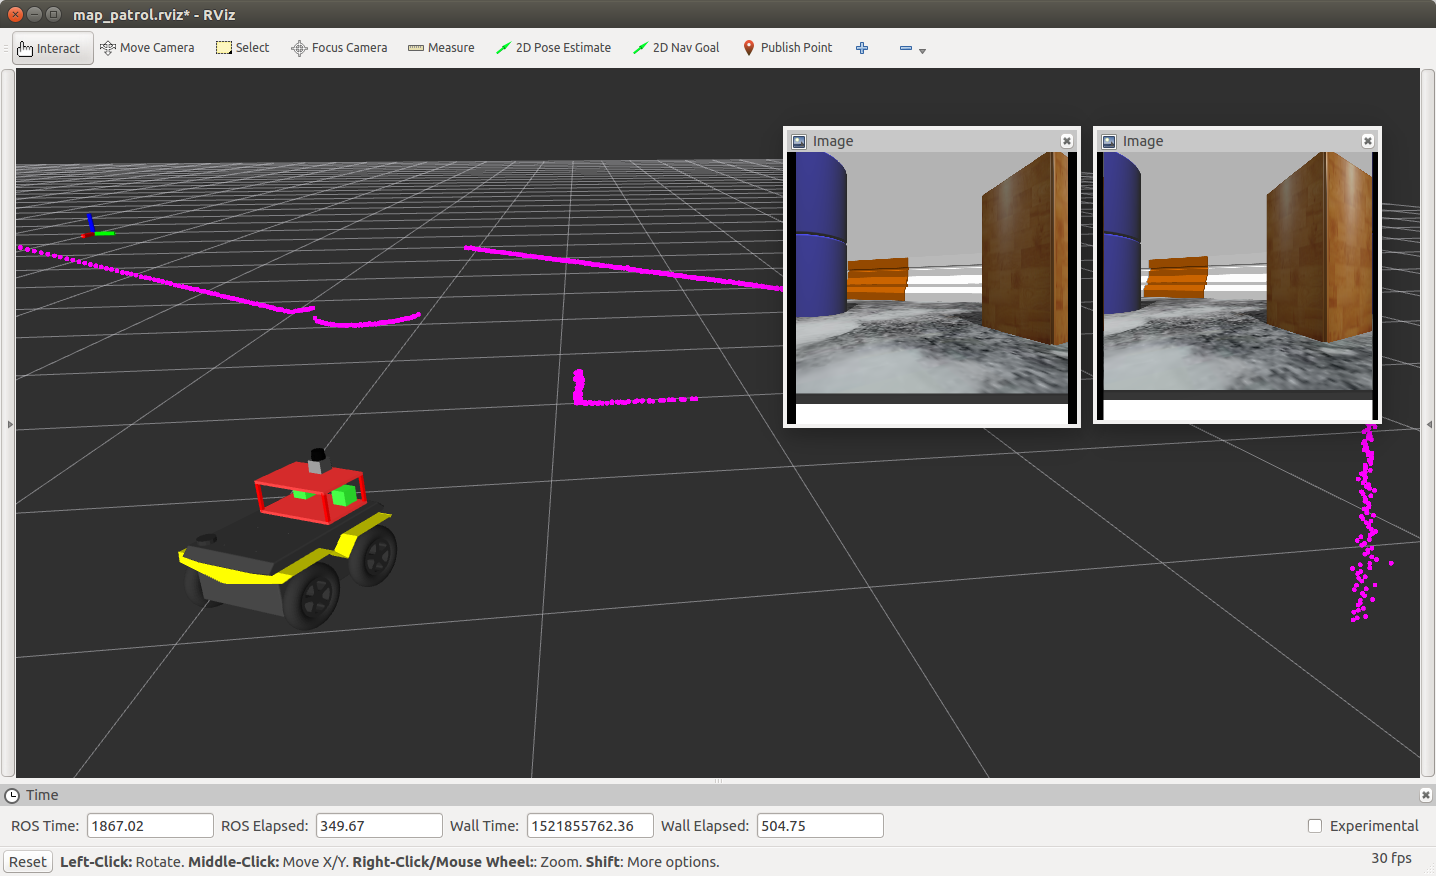 map_patrol.rviz* - RViz
Interact Move Camera Select Focus Camera Measure 2D Pose Estimate 2D Nav Goal Publish Point
Image Image
Time
ROS Time: 1867.02 ROS Elapsed: 349.67 Wall Time: 1521855762.36 Wall Elapsed: 504.75 Experimental
Reset Left-Click: Rotate. Middle-Click: Move X/Y. Right-Click/Mouse Wheel:: Zoom. Shift: More options. 30 fps